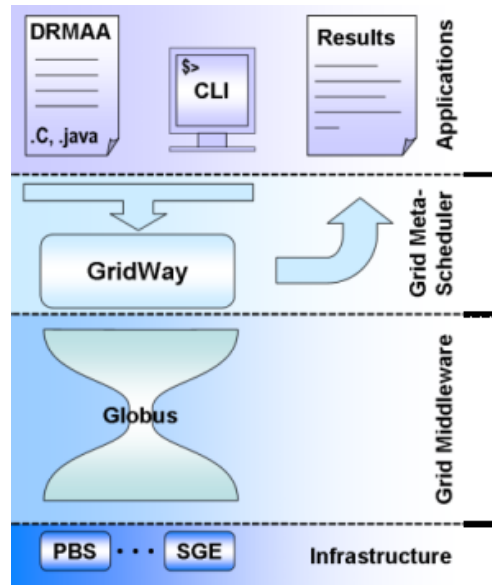 DRMAA
.C, .java
$>
CLI
Results
Applications
GridWay
Grid Meta-
Scheduler
Globus
Grid Middleware
PBS
SGE
Infrastructure